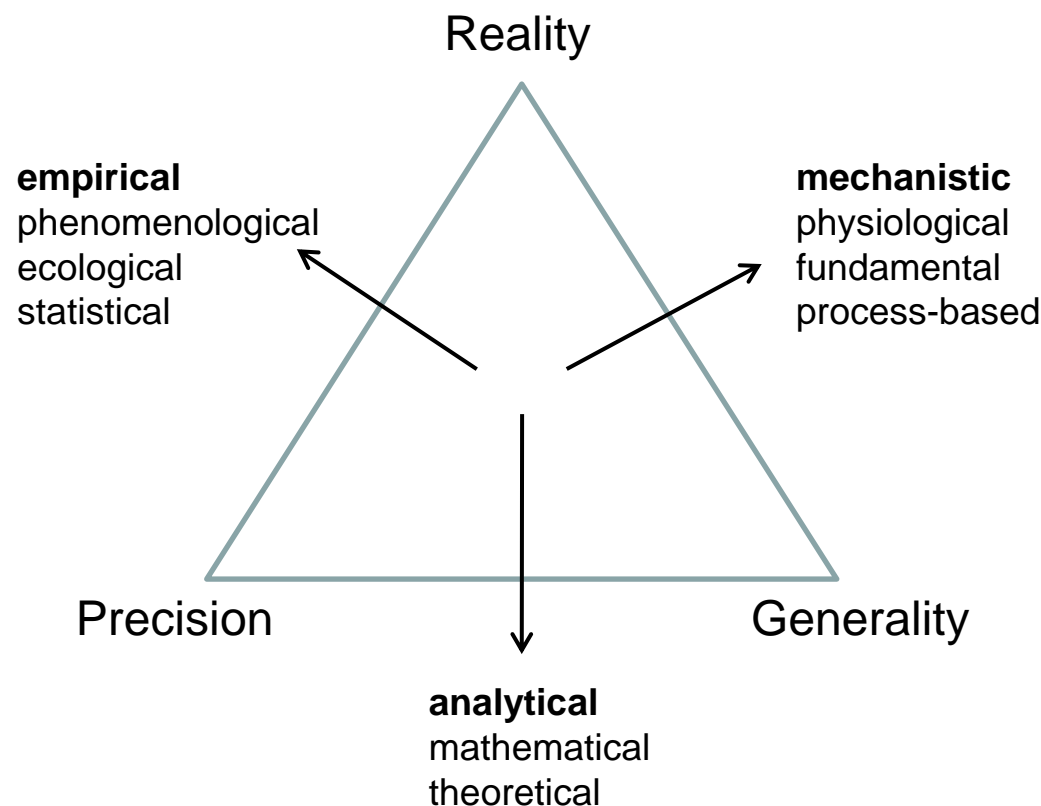 Reality
empirical
phenomenological
ecological
statistical
mechanistic
physiological
fundamental
process-based
Precision
Generality
analytical
mathematical
theoretical